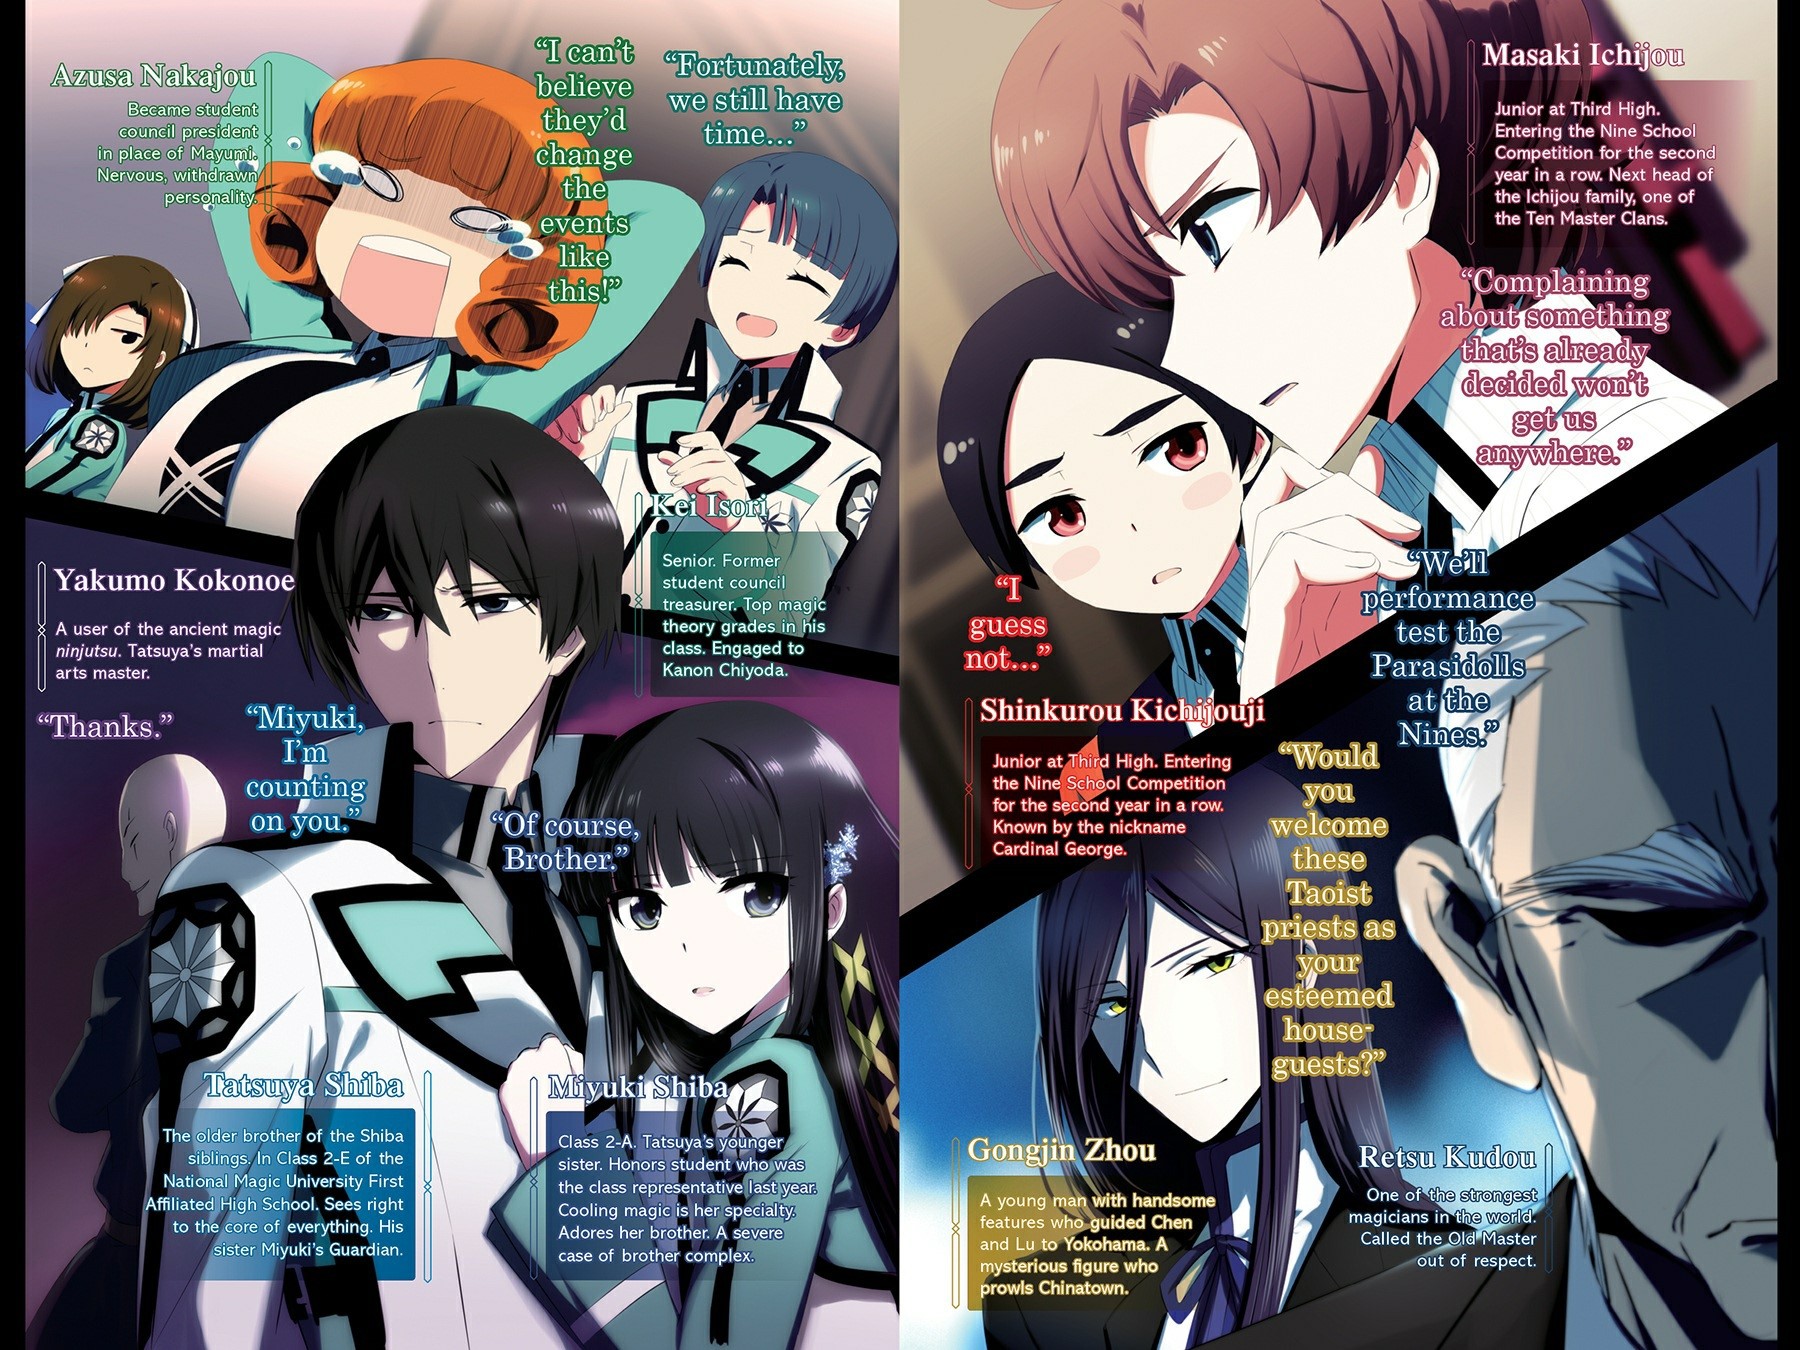 Azusa Nakajou
Became student
council president
in place of Mayumi.
Nervous, withdrawn
personality.
“I can’t
believe
they’d
change
the
events
like
this!”
“Fortunately,
we still have
time...”
Kei Isori
Senior. Former
student council
treasurer. Top magic
theory grades in his
class. Engaged to
Kanon Chiyoda.
Yakumo Kokonoe
A user of the ancient magic
ninjutsu. Tatsuya’s martial
arts master.
“Thanks.”
“Miyuki,
I’m
counting
on you.”
“Of course,
Brother.”
Tatsuya Shiba
The older brother of the Shiba
siblings. In Class 2-E of the
National Magic University First
Affiliated High School. Sees right
to the core of everything. His
sister Miyuki’s Guardian.
Miyuki Shiba
Class 2-A. Tatsuya’s younger
sister. Honors student who was
the class representative last year.
Cooling magic is her specialty.
Adores her brother. A severe
case of brother complex.
Masaki Ichijou
Junior at Third High.
Entering the Nine School
Competition for the second
year in a row. Next head of
the Ichijou family, one of
the Ten Master Clans.
“Complaining
about something
that’s already
decided won’t
get us
anywhere.”
“I
guess
not...”
Shinkurou Kichijouji
Junior at Third High. Entering
the Nine School Competition
for the second year in a row.
Known by the nickname
Cardinal George.
“We’ll
performance
test the
Parasidolls
at the
Nines.”
“Would
you
welcome
these
Taoist
priests as
your
esteemed
house-
guests?”
Gongjin Zhou
A young man with handsome
features who guided Chen
and Lu to Yokohama. A
mysterious figure who
prowls Chinatown.
Retsu Kudou
One of the strongest
magicians in the world.
Called the Old Master
out of respect.